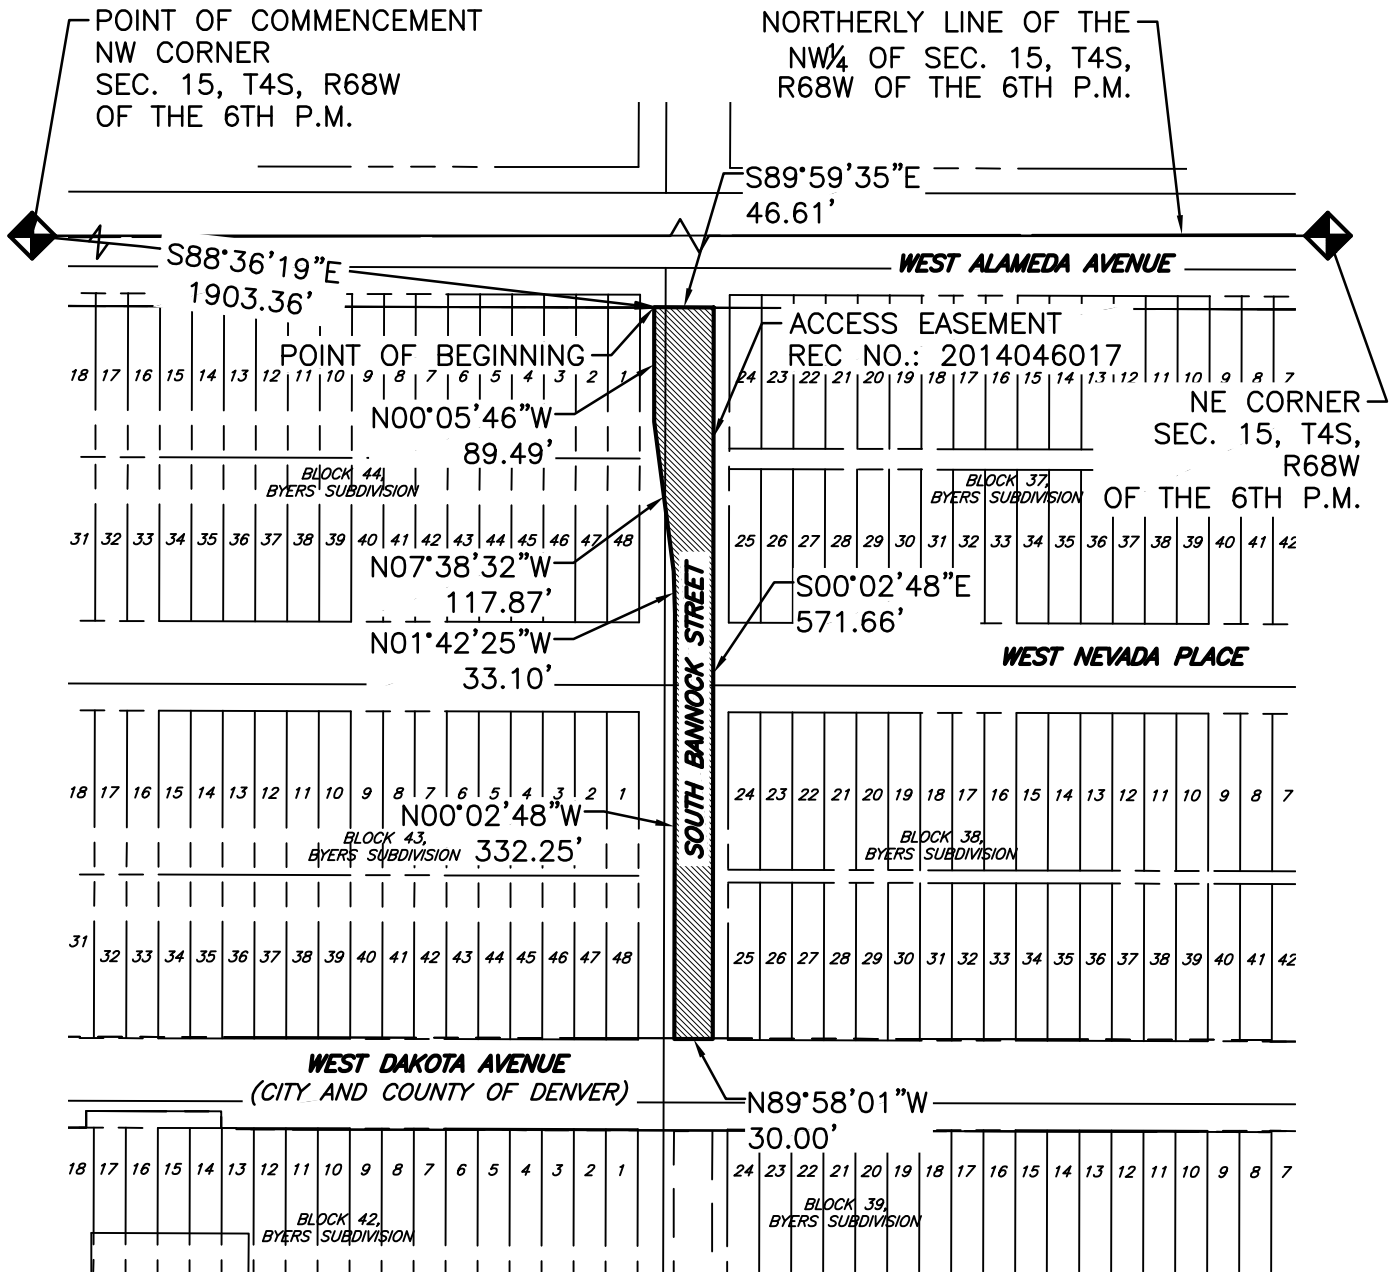 POINT OF COMMENCEMENT
NW CORNER
SEC. 15, T4S, R68W
OF THE 6TH P.M.
NORTHERLY LINE OF THE
NW¼ OF SEC. 15, T4S,
R68W OF THE 6TH P.M.
S89°59'35"E
46.61'
S88°36'19"E
1903.36'
WEST ALAMEDA AVENUE
POINT OF BEGINNING
ACCESS EASEMENT
REC NO.: 2014046017
18 17 16 15 14 13 12 11 10 9 8 7 6 5 4 3 2 1
24 23 22 21 20 19 18 17 16 15 14 13 12 11 10 9 8 7
NE CORNER
SEC. 15, T4S,
R68W
OF THE 6TH P.M.
N00°05'46"W
89.49'
BLOCK 44,
BYERS SUBDIVISION
BLOCK 37,
BYERS SUBDIVISION
31 32 33 34 35 36 37 38 39 40 41 42 43 44 45 46 47 48
25 26 27 28 29 30 31 32 33 34 35 36 37 38 39 40 41 42
N07°38'32"W
117.87'
S00°02'48"E
571.66'
N01°42'25"W
33.10'
SOUTH BANNOCK STREET
WEST NEVADA PLACE
18 17 16 15 14 13 12 11 10 9 8 7 6 5 4 3 2 1
24 23 22 21 20 19 18 17 16 15 14 13 12 11 10 9 8 7
N00°02'48"W
332.25'
BLOCK 43,
BYERS SUBDIVISION
BLOCK 38,
BYERS SUBDIVISION
31 32 33 34 35 36 37 38 39 40 41 42 43 44 45 46 47 48
25 26 27 28 29 30 31 32 33 34 35 36 37 38 39 40 41 42
WEST DAKOTA AVENUE
(CITY AND COUNTY OF DENVER)
N89°58'01"W
30.00'
18 17 16 15 14 13 12 11 10 9 8 7 6 5 4 3 2 1
24 23 22 21 20 19 18 17 16 15 14 13 12 11 10 9 8 7
BLOCK 42,
BYERS SUBDIVISION
BLOCK 39,
BYERS SUBDIVISION